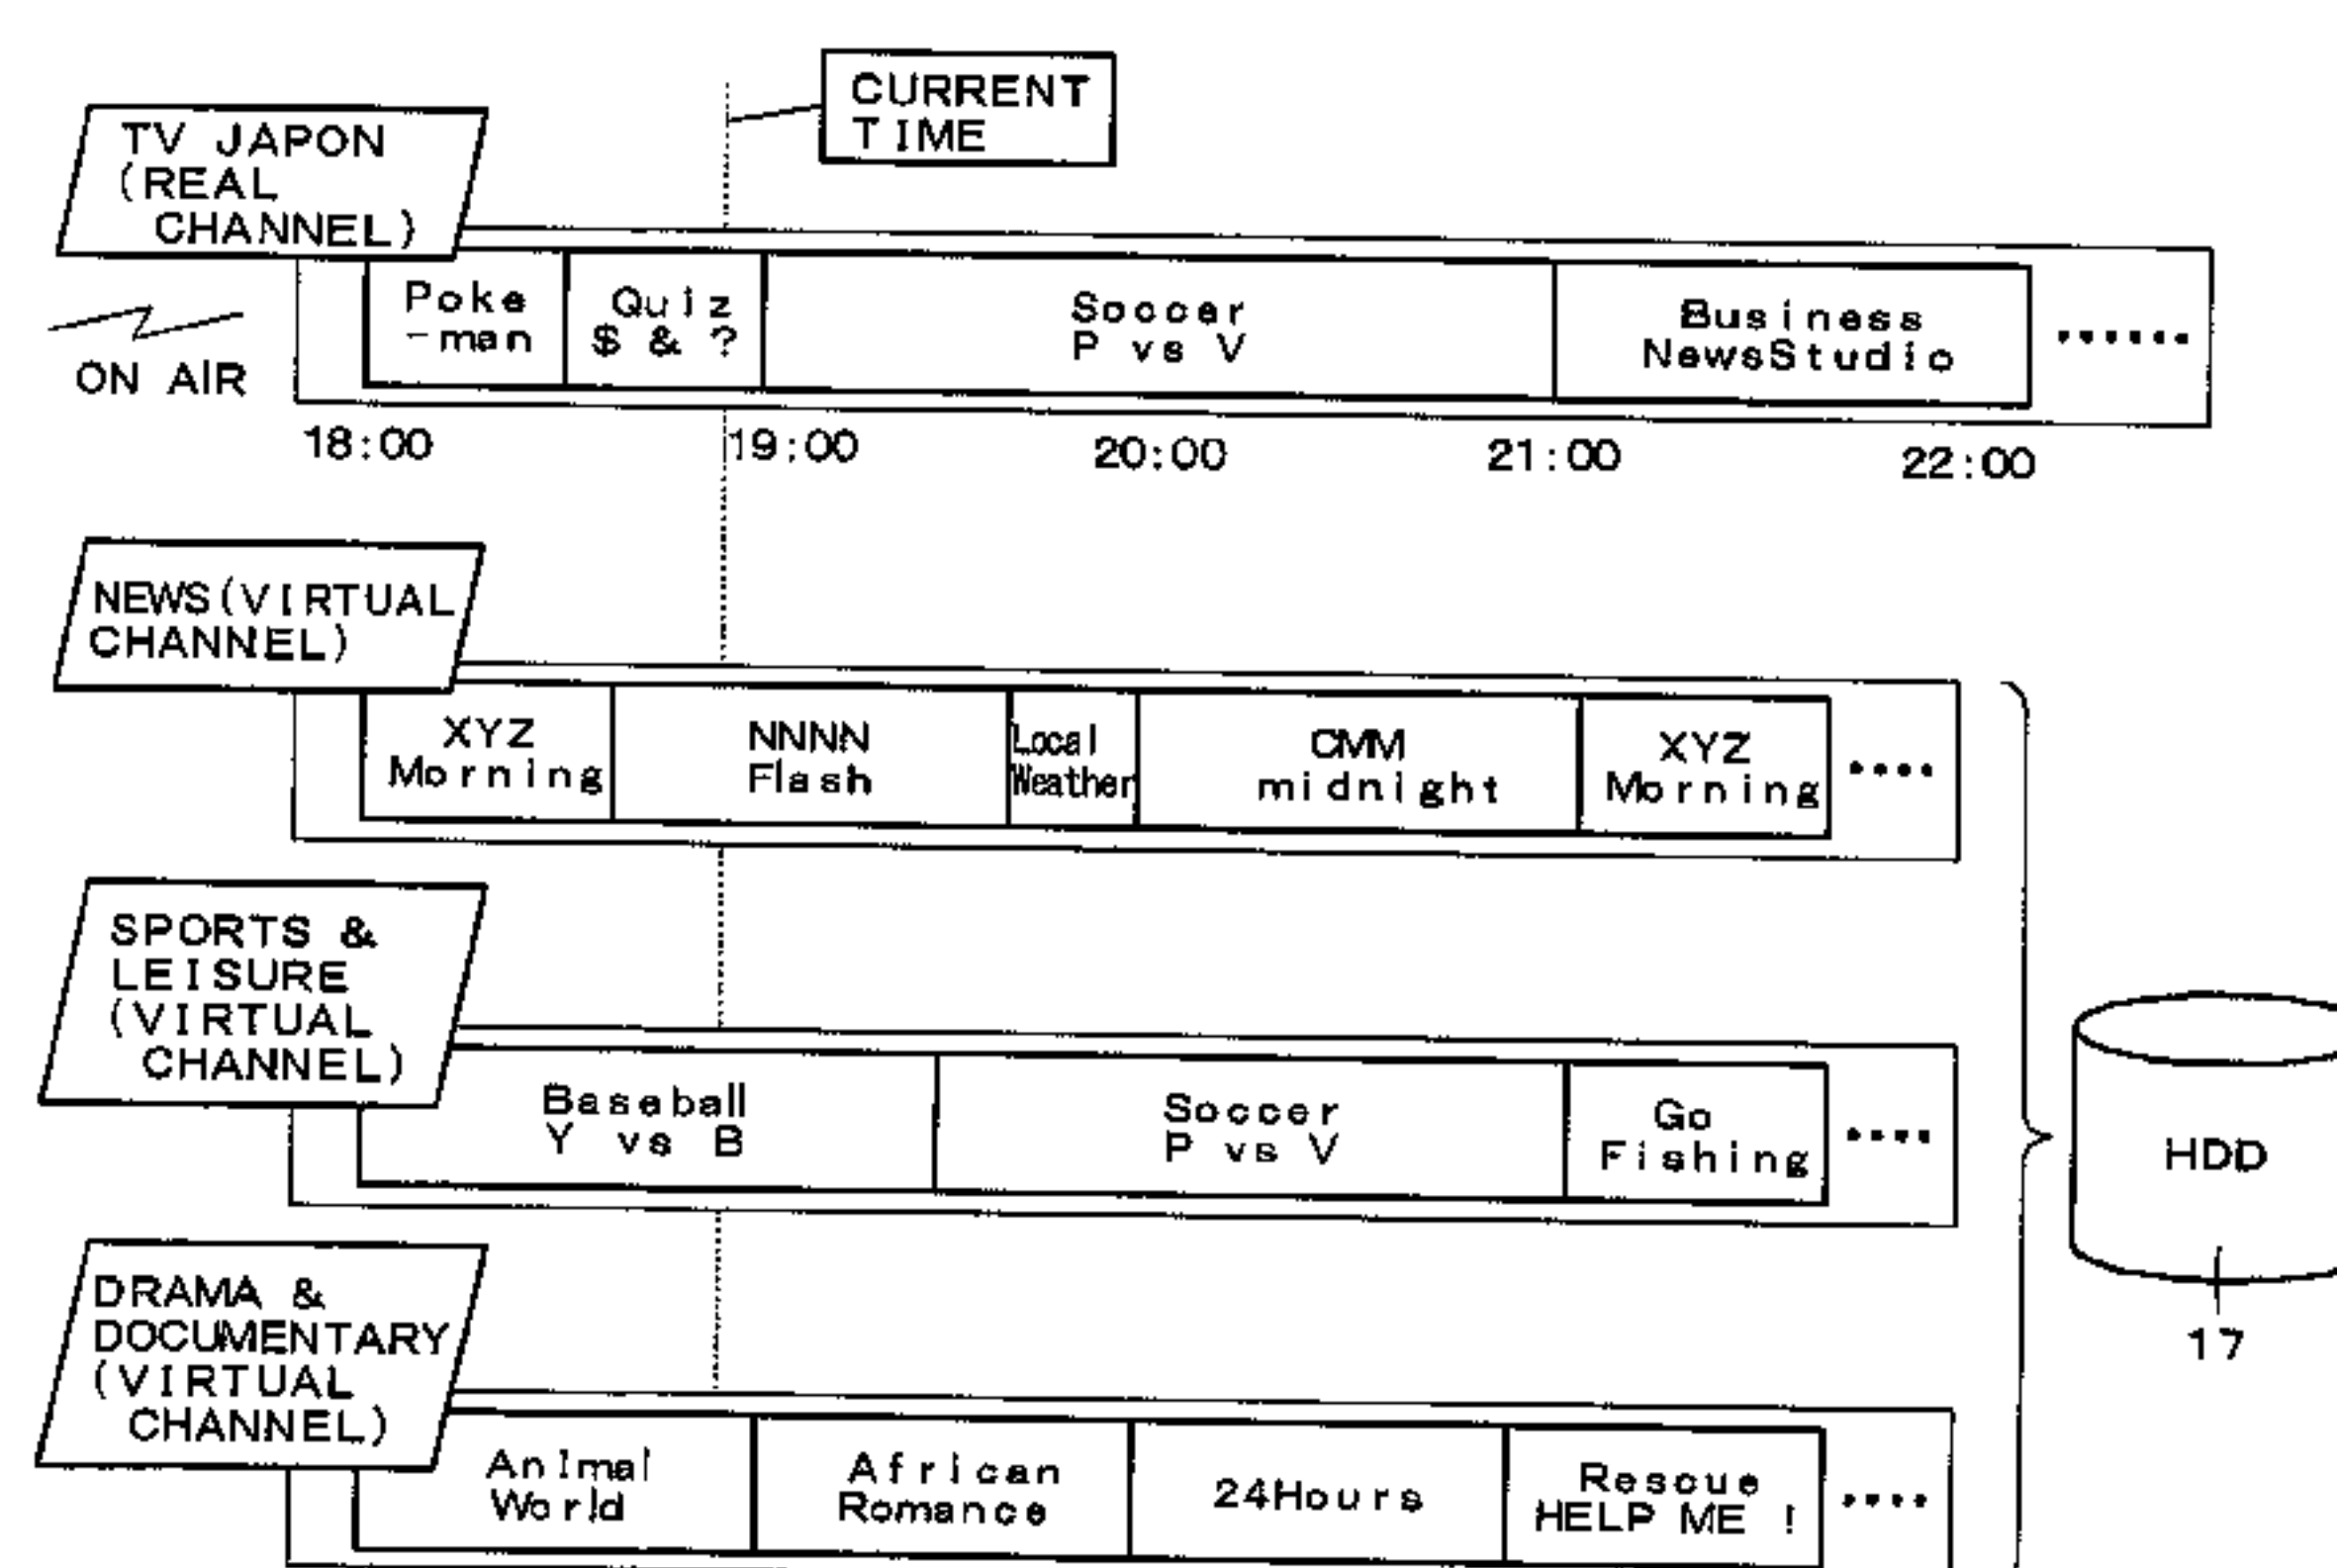 CURRENT
TIME
TV JAPON
(REAL
CHANNEL)
Poke
-man
Quiz
$ & ?
Soccer
P vs V
Business
NewsStudio
......
ON AIR
18:00
19:00
20:00
21:00
22:00
NEWS(VIRTUAL
CHANNEL)
XYZ
Morning
NNNN
Flash
Local
Weather
CMM
midnight
XYZ
Morning
....
SPORTS &
LEISURE
(VIRTUAL
CHANNEL)
Baseball
Y vs B
Soccer
P vs V
Go
Fishing
....
HDD
17
DRAMA &
DOCUMENTARY
(VIRTUAL
CHANNEL)
Animal
World
African
Romance
24Hours
Rescue
HELP ME !
....